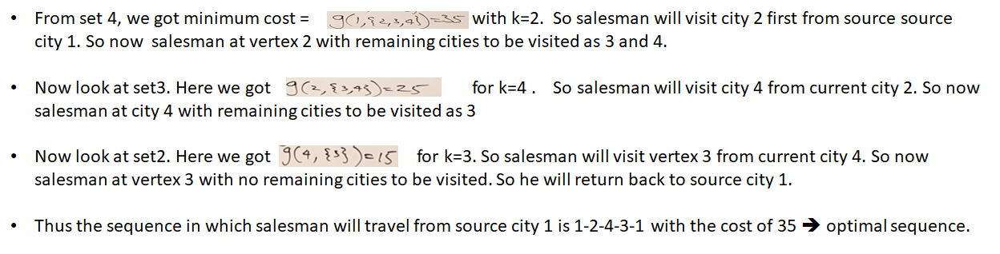 • From set 4, we got minimum cost = g(1,{2,3,4})=35 with k=2. So salesman will visit city 2 first from source source
city 1. So now salesman at vertex 2 with remaining cities to be visited as 3 and 4.
• Now look at set3. Here we got g(2,{3,4})=25 for k=4 . So salesman will visit city 4 from current city 2. So now
salesman at city 4 with remaining cities to be visited as 3
• Now look at set2. Here we got g(4,{3})=15 for k=3. So salesman will visit vertex 3 from current city 4. So now
salesman at vertex 3 with no remaining cities to be visited. So he will return back to source city 1.
• Thus the sequence in which salesman will travel from source city 1 is 1-2-4-3-1 with the cost of 35 ➔ optimal sequence.